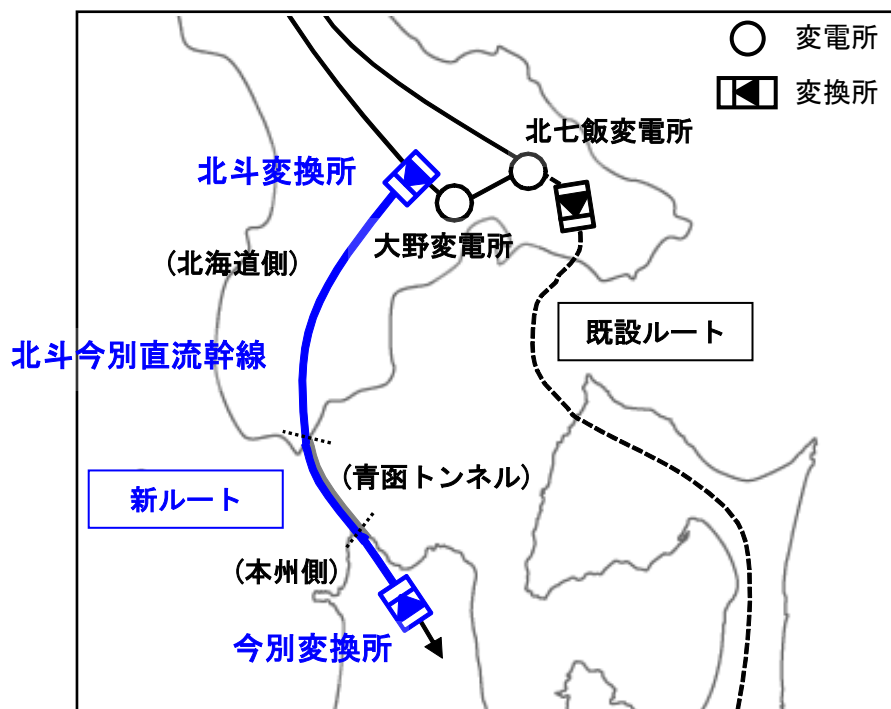 変電所
変換所
北七飯変電所
北斗変換所
大野変電所
(北海道側)
既設ルート
北斗今別直流幹線
(青函トンネル)
新ルート
(本州側)
今別変換所